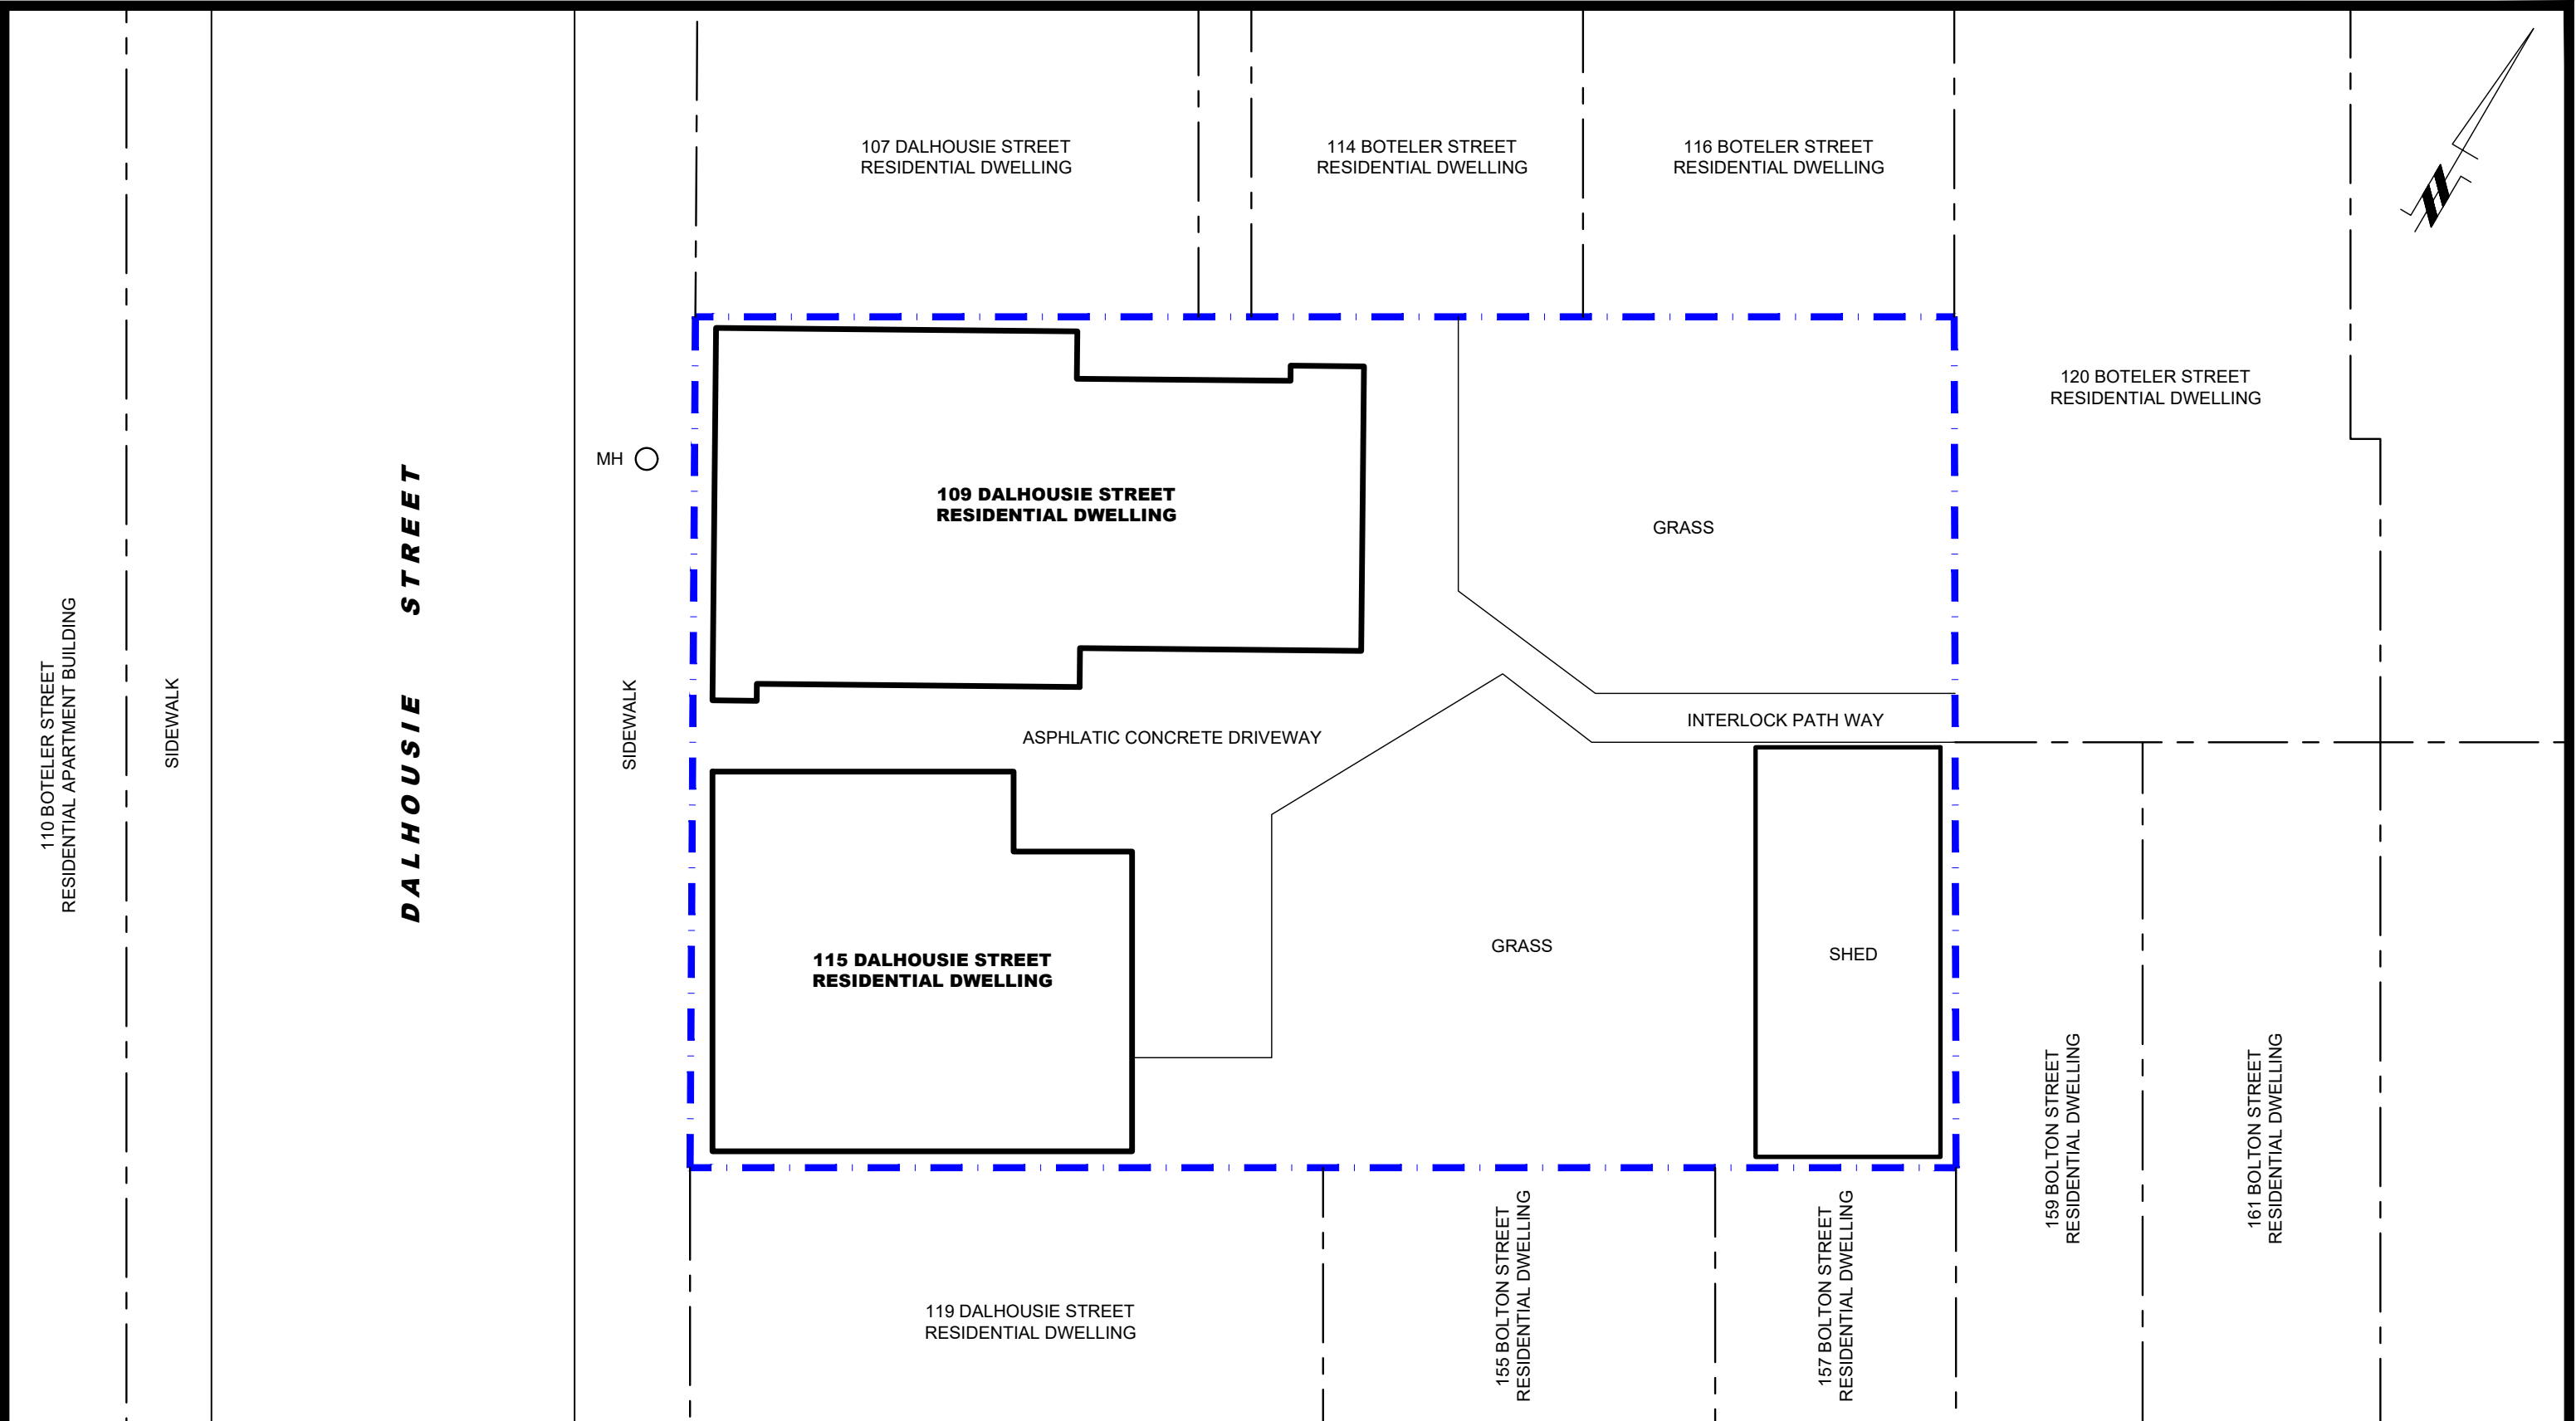 107 DALHOUSIE STREET
RESIDENTIAL DWELLING
114 BOTELER STREET
RESIDENTIAL DWELLING
116 BOTELER STREET
RESIDENTIAL DWELLING
120 BOTELER STREET
RESIDENTIAL DWELLING
MH
109 DALHOUSIE STREET
RESIDENTIAL DWELLING
GRASS
110 BOTELER STREET
RESIDENTIAL APARTMENT BUILDING
SIDEWALK
DALHOUSIE STREET
SIDEWALK
ASPHLATIC CONCRETE DRIVEWAY
INTERLOCK PATH WAY
115 DALHOUSIE STREET
RESIDENTIAL DWELLING
GRASS
SHED
159 BOLTON STREET
RESIDENTIAL DWELLING
161 BOLTON STREET
RESIDENTIAL DWELLING
119 DALHOUSIE STREET
RESIDENTIAL DWELLING
155 BOLTON STREET
RESIDENTIAL DWELLING
157 BOLTON STREET
RESIDENTIAL DWELLING